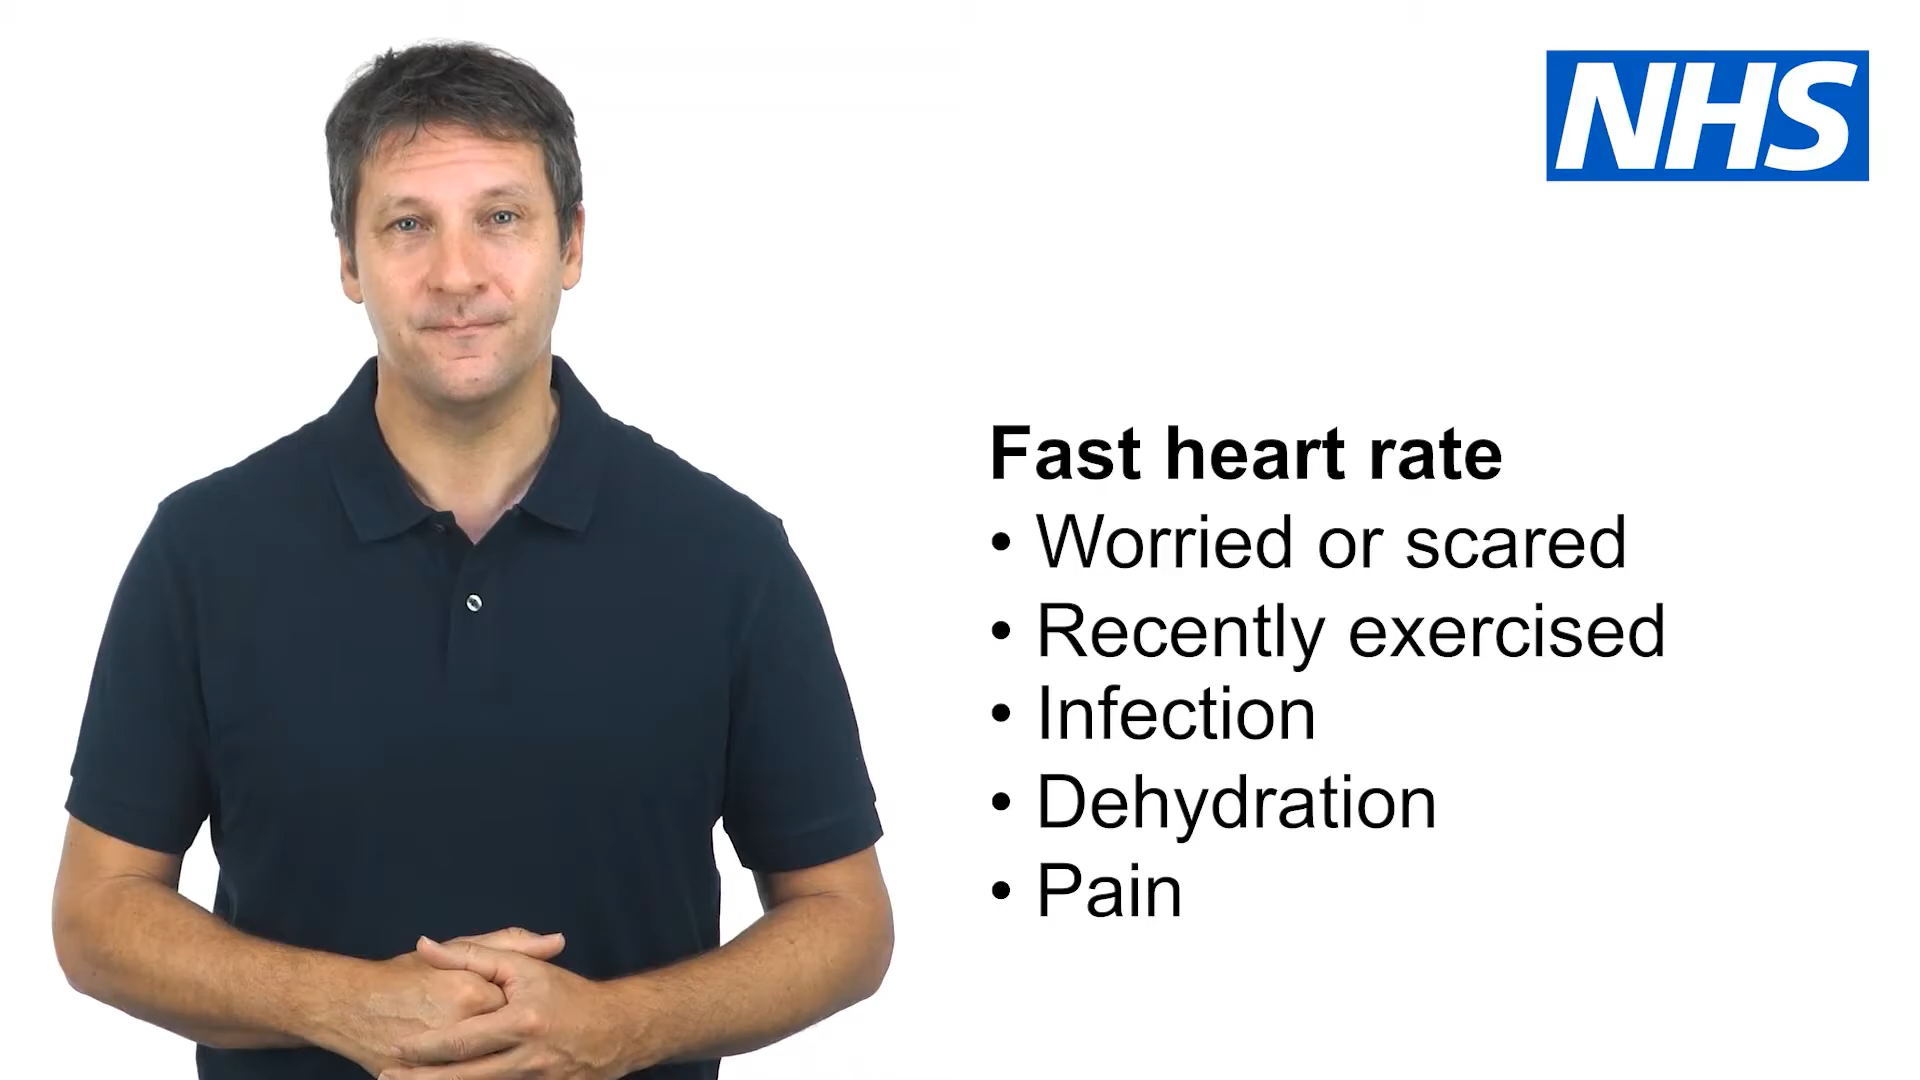 NHS
Fast heart rate
• Worried or scared
• Recently exercised
• Infection
• Dehydration
• Pain